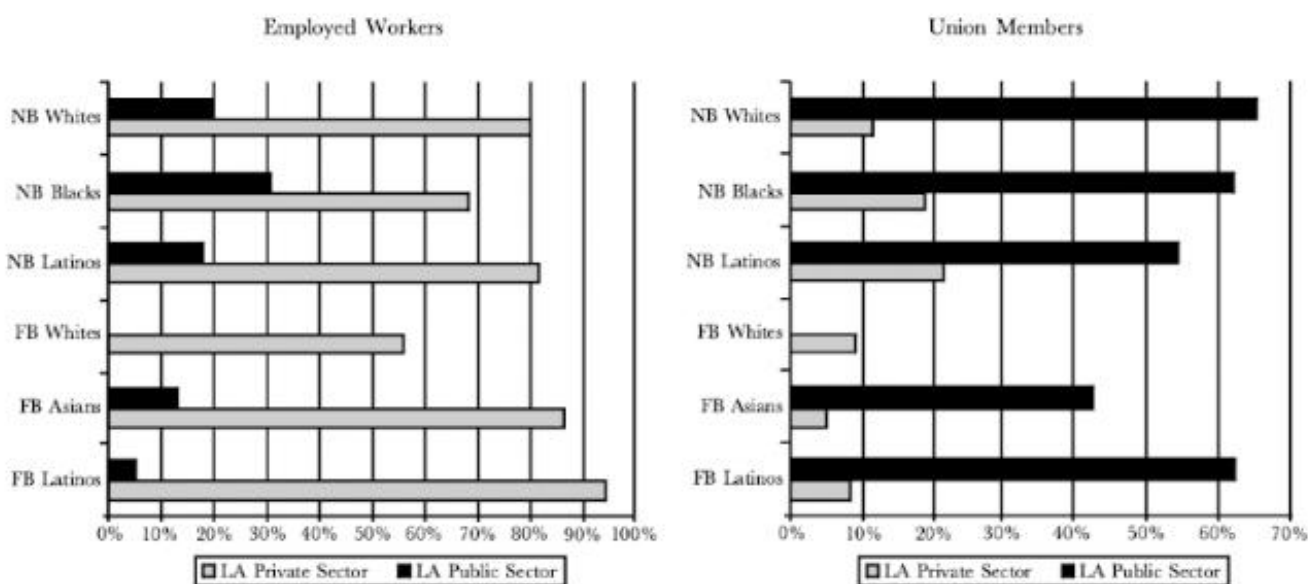 Employed Workers
NB Whites
NB Blacks
NB Latinos
FB Whites
FB Asians
FB Latinos
0% 10% 20% 30% 40% 50% 60% 70% 80% 90% 100%
LA Private Sector LA Public Sector
Union Members
NB Whites
NB Blacks
NB Latinos
FB Whites
FB Asians
FB Latinos
0% 10% 20% 30% 40% 50% 60% 70%
LA Private Sector LA Public Sector